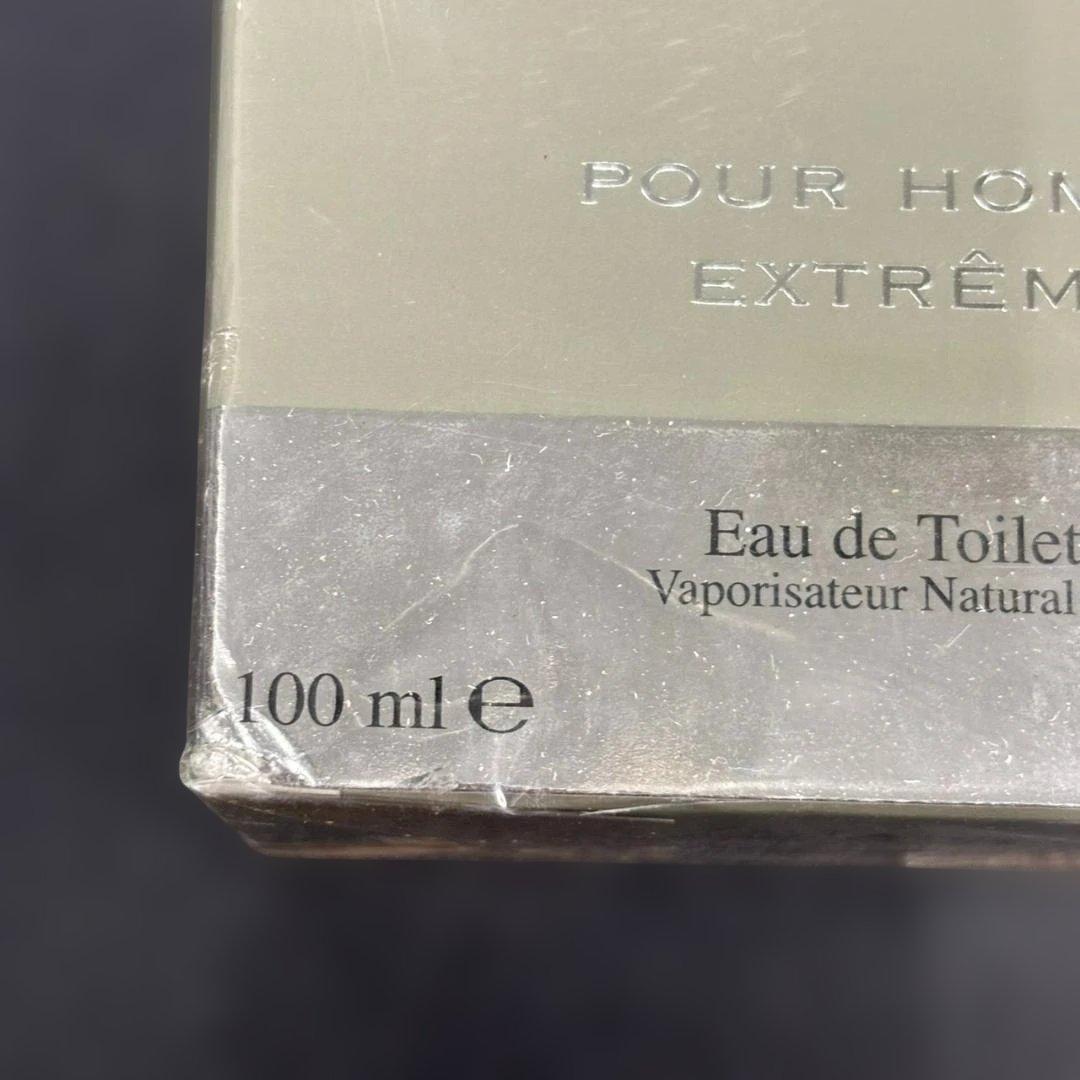 POUR HOM
EXTRÊM
Eau de Toilet
Vaporisateur Natural
100 ml ℮